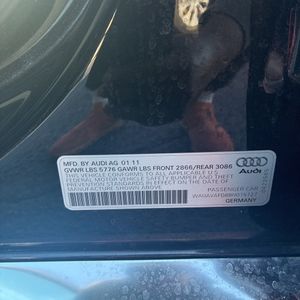 MFD. BY AUDI AG 01 11
GVWR LBS 5776 GAWR LBS FRONT 2866/REAR 3086
THIS VEHICLE CONFORMS TO ALL APPLICABLE U.S.
FEDERAL MOTOR VEHICLE SAFETY BUMPER AND THEFT
PREVENTION STANDARDS IN EFFECT ON THE DATE OF
MANUFACTURE SHOWN ABOVE
PASSENGER CAR
GERMANY
Audi